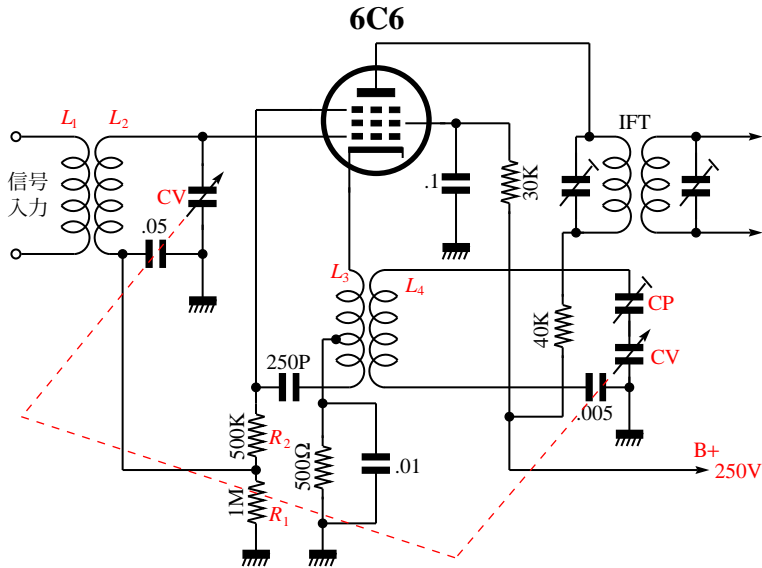 6C6
L1
L2
IFT
信号
入力
CV
.05
.1
30K
L3
L4
CP
CV
40K
250P
.005
500K
R2
500Ω
.01
1M
R1
B+
250V